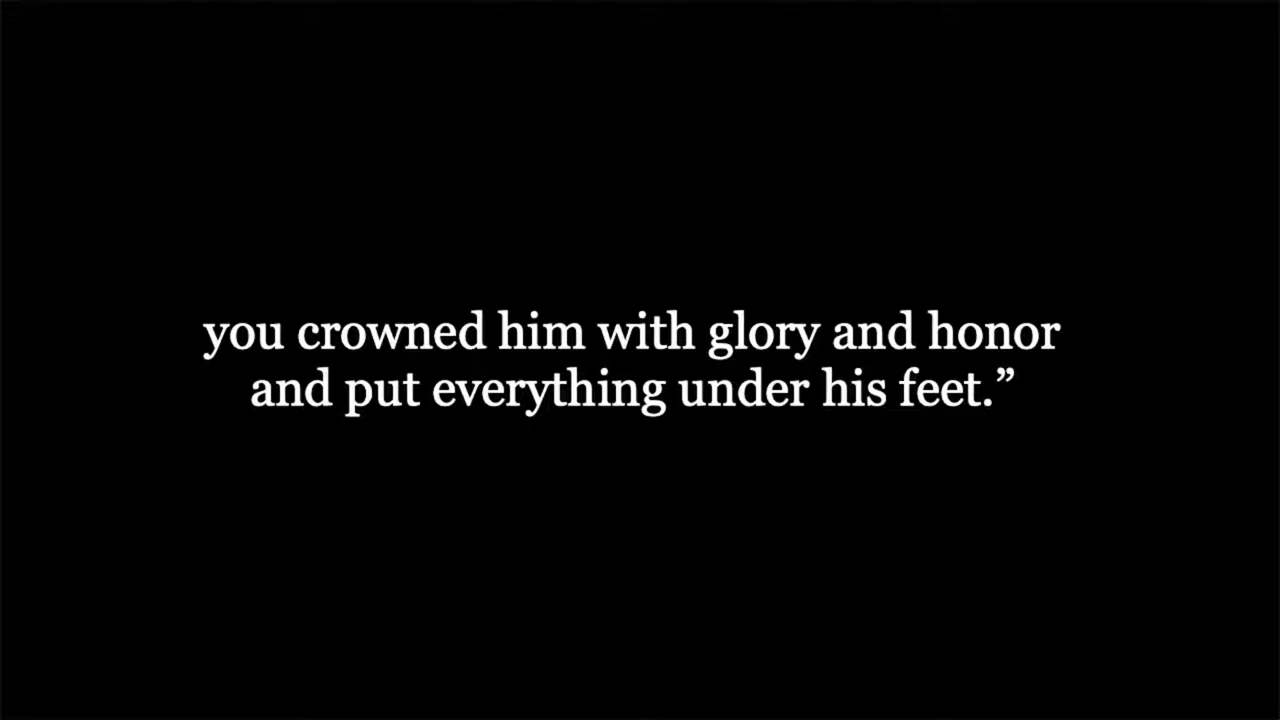 you crowned him with glory and honor
and put everything under his feet.”